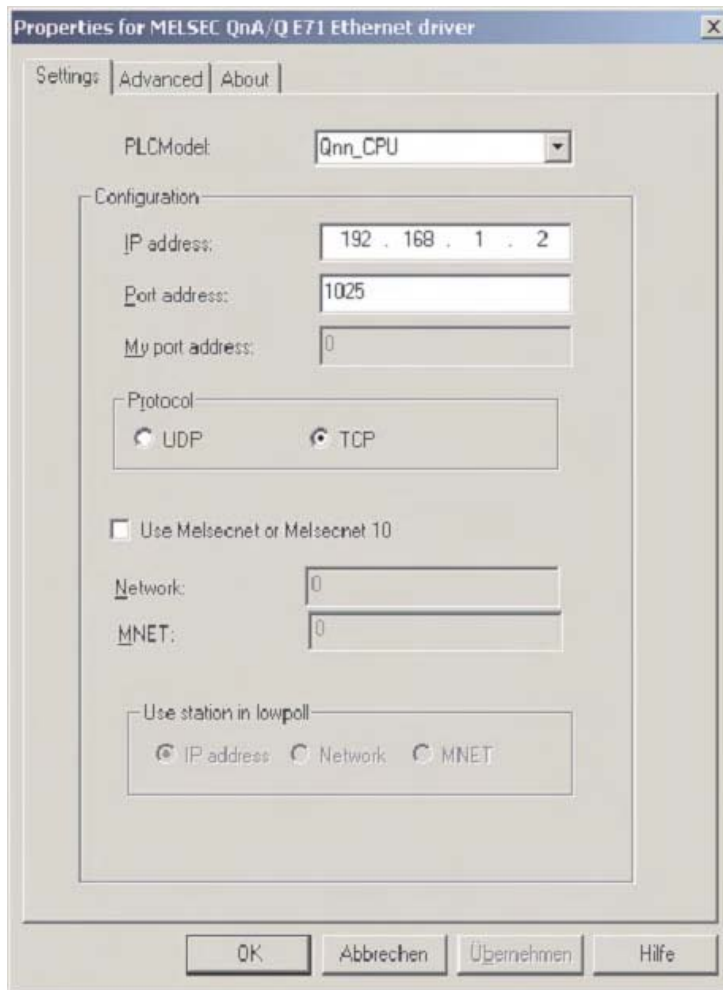 Properties for MELSEC QnA/Q E71 Ethernet driver
Settings Advanced About
PLCModel: Qnn_CPU
Configuration
IP address: 192 . 168 . 1 . 2
Port address: 1025
My port address: 0
Protocol
UDP TCP
Use Melsecnet or Melsecnet 10
Network: 0
MNET: 0
Use station in lowpoll
IP address Network MNET
OK Abbrechen Übernehmen Hilfe